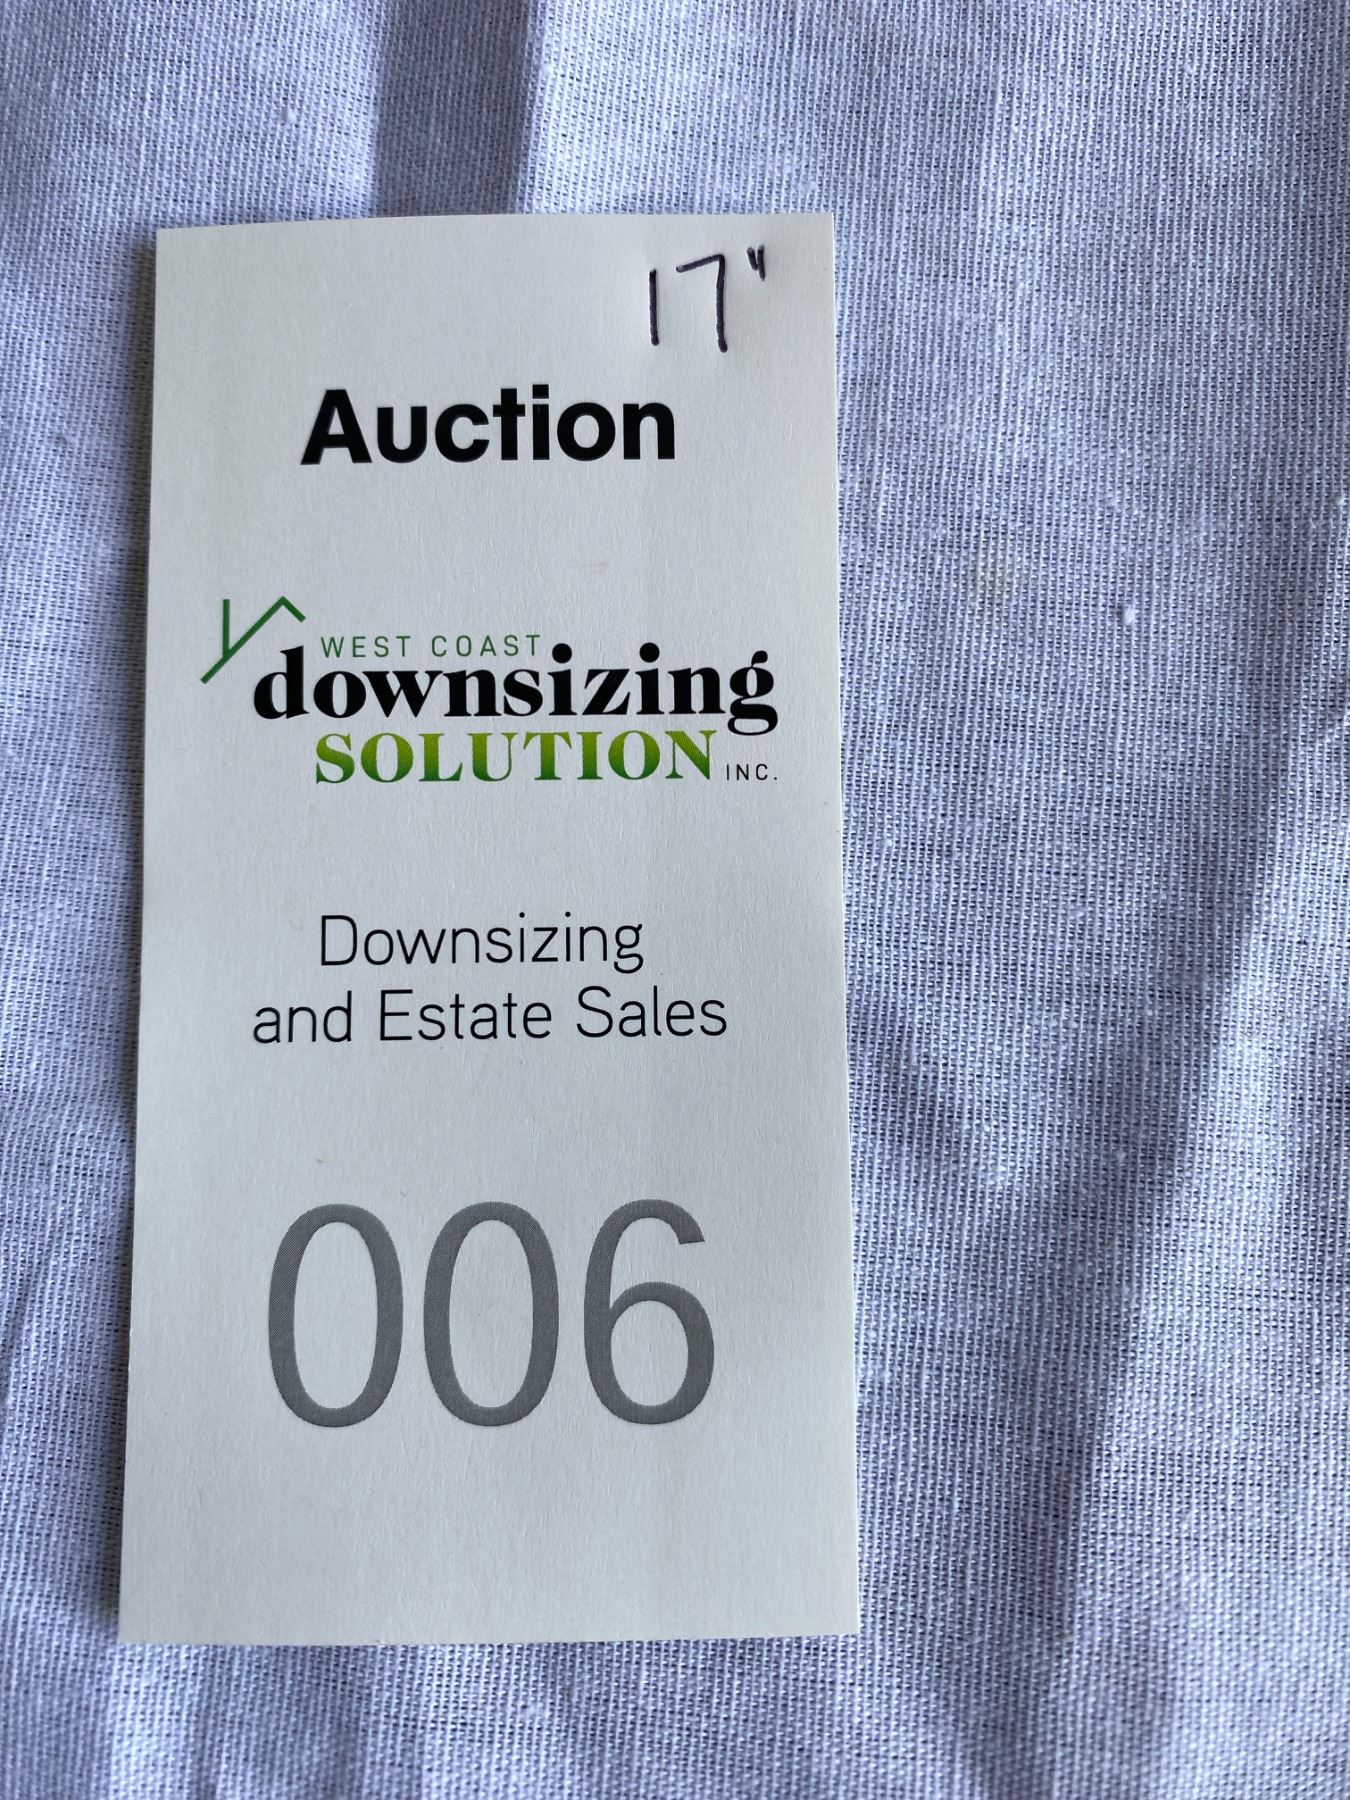 17"
Auction
WEST COAST
downsizing
SOLUTION INC.
Downsizing
and Estate Sales
006